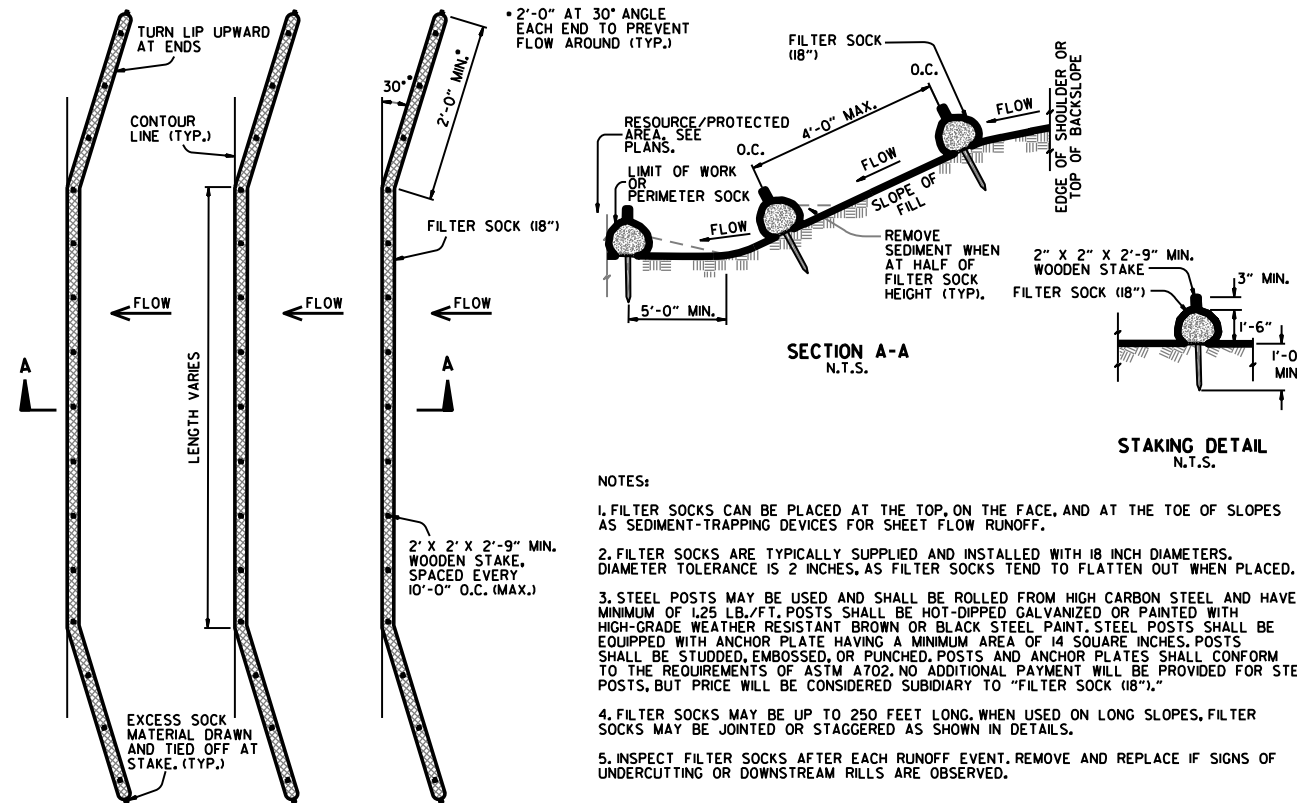 TURN LIP UPWARD
AT ENDS
CONTOUR
LINE (TYP.)
30°
2'-0" MIN.*
* 2'-0" AT 30° ANGLE
EACH END TO PREVENT
FLOW AROUND (TYP.)
FILTER SOCK (18")
FLOW
FLOW
FLOW
A
A
LENGTH VARIES
2' X 2' X 2'-9" MIN.
WOODEN STAKE,
SPACED EVERY
10'-0" O.C. (MAX.)
EXCESS SOCK
MATERIAL DRAWN
AND TIED OFF AT
STAKE. (TYP.)
FILTER SOCK
(18")
O.C.
4'-0" MAX.
O.C.
FLOW
FLOW
FLOW
EDGE OF SHOULDER OR
TOP OF BACKSLOPE
RESOURCE/PROTECTED
AREA. SEE
PLANS.
LIMIT OF WORK
OR
PERIMETER SOCK
SLOPE OF
FILL
REMOVE
SEDIMENT WHEN
AT HALF OF
FILTER SOCK
HEIGHT (TYP).
5'-0" MIN.
SECTION A-A
N.T.S.
2" X 2" X 2'-9" MIN.
WOODEN STAKE
FILTER SOCK (18")
3" MIN.
1'-6"
1'-0
MIN
STAKING DETAIL
N.T.S.
NOTES:
1. FILTER SOCKS CAN BE PLACED AT THE TOP, ON THE FACE, AND AT THE TOE OF SLOPES
AS SEDIMENT-TRAPPING DEVICES FOR SHEET FLOW RUNOFF.
2. FILTER SOCKS ARE TYPICALLY SUPPLIED AND INSTALLED WITH 18 INCH DIAMETERS.
DIAMETER TOLERANCE IS 2 INCHES, AS FILTER SOCKS TEND TO FLATTEN OUT WHEN PLACED.
3. STEEL POSTS MAY BE USED AND SHALL BE ROLLED FROM HIGH CARBON STEEL AND HAVE
MINIMUM OF 1.25 LB./FT. POSTS SHALL BE HOT-DIPPED GALVANIZED OR PAINTED WITH
HIGH-GRADE WEATHER RESISTANT BROWN OR BLACK STEEL PAINT. STEEL POSTS SHALL BE
EQUIPPED WITH ANCHOR PLATE HAVING A MINIMUM AREA OF 14 SQUARE INCHES. POSTS
SHALL BE STUDDED, EMBOSSED, OR PUNCHED. POSTS AND ANCHOR PLATES SHALL CONFORM
TO THE REQUIREMENTS OF ASTM A702. NO ADDITIONAL PAYMENT WILL BE PROVIDED FOR STE
POSTS, BUT PRICE WILL BE CONSIDERED SUBIDIARY TO "FILTER SOCK (18")."
4. FILTER SOCKS MAY BE UP TO 250 FEET LONG. WHEN USED ON LONG SLOPES, FILTER
SOCKS MAY BE JOINTED OR STAGGERED AS SHOWN IN DETAILS.
5. INSPECT FILTER SOCKS AFTER EACH RUNOFF EVENT. REMOVE AND REPLACE IF SIGNS OF
UNDERCUTTING OR DOWNSTREAM RILLS ARE OBSERVED.